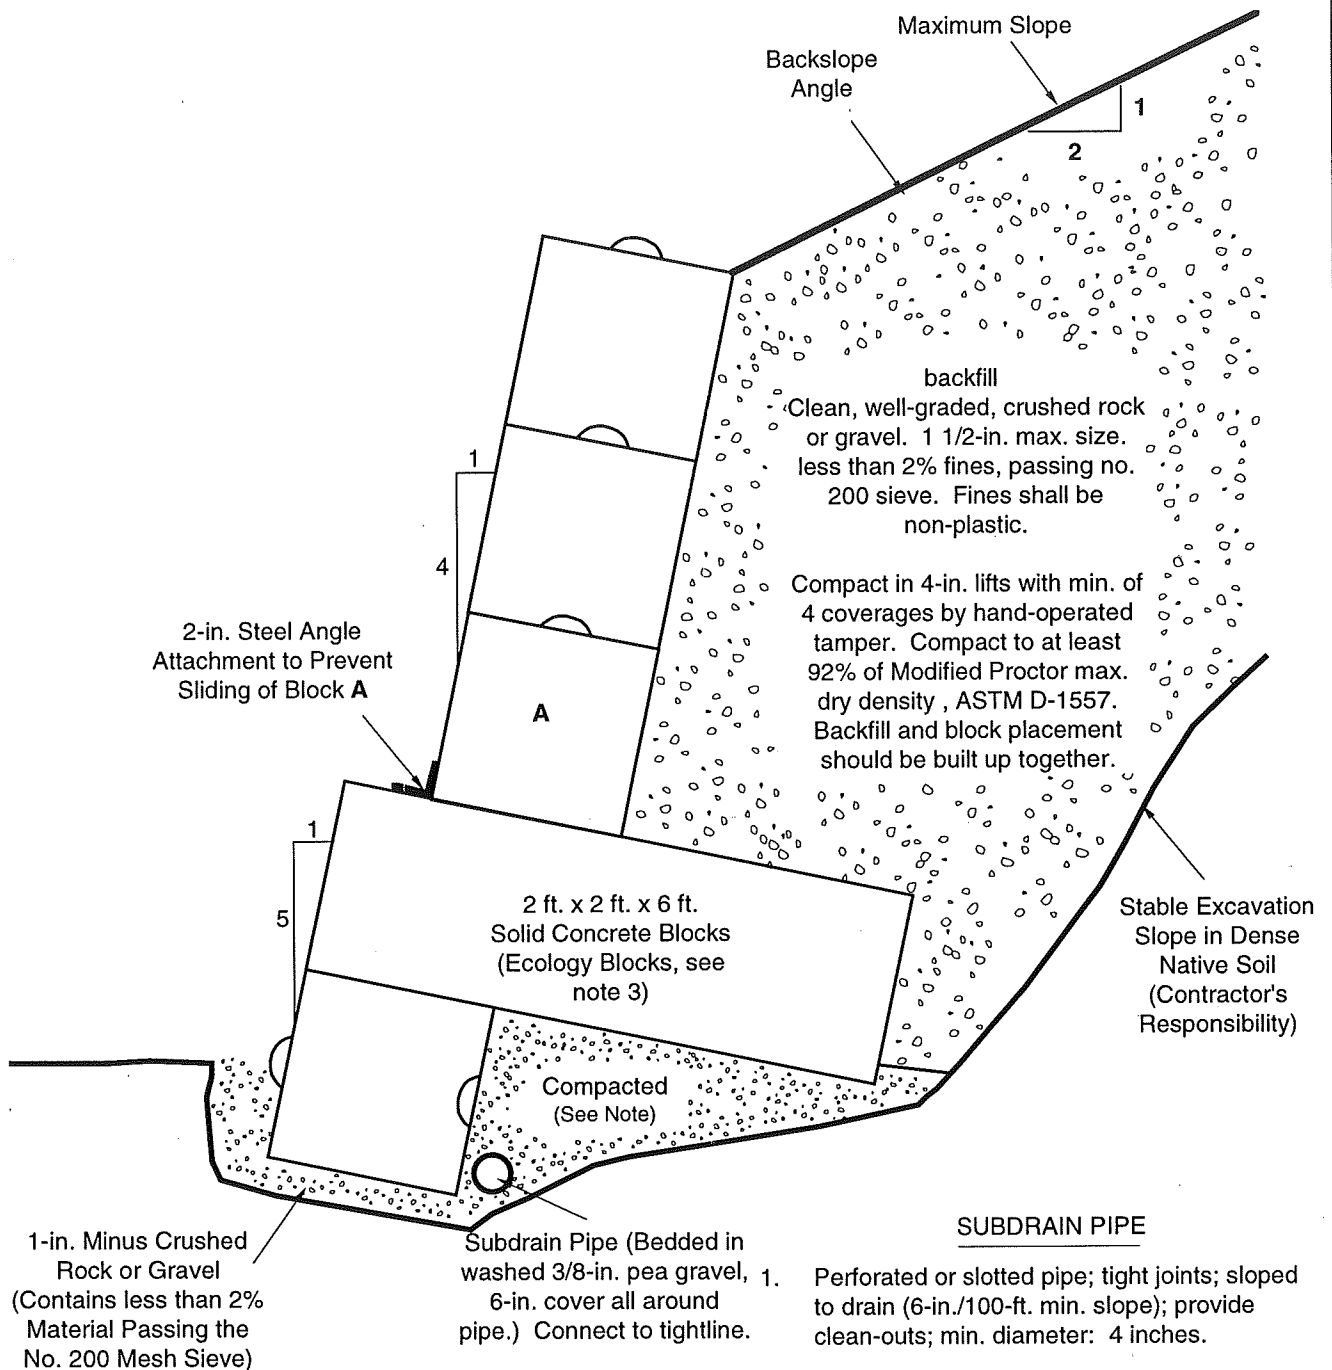 Maximum Slope
Backslope
Angle
1
2
backfill
Clean, well-graded, crushed rock
or gravel. 1 1/2-in. max. size.
less than 2% fines, passing no.
200 sieve. Fines shall be
non-plastic.
Compact in 4-in. lifts with min. of
4 coverages by hand-operated
tamper. Compact to at least
92% of Modified Proctor max.
dry density , ASTM D-1557.
Backfill and block placement
should be built up together.
1
4
2-in. Steel Angle
Attachment to Prevent
Sliding of Block A
A
1
5
2 ft. x 2 ft. x 6 ft.
Solid Concrete Blocks
(Ecology Blocks, see
note 3)
Stable Excavation
Slope in Dense
Native Soil
(Contractor's
Responsibility)
Compacted
(See Note)
1-in. Minus Crushed
Rock or Gravel
(Contains less than 2%
Material Passing the
No. 200 Mesh Sieve)
Subdrain Pipe (Bedded in
washed 3/8-in. pea gravel,
6-in. cover all around
pipe.) Connect to tightline.
SUBDRAIN PIPE
1. Perforated or slotted pipe; tight joints; sloped
to drain (6-in./100-ft. min. slope); provide
clean-outs; min. diameter: 4 inches.